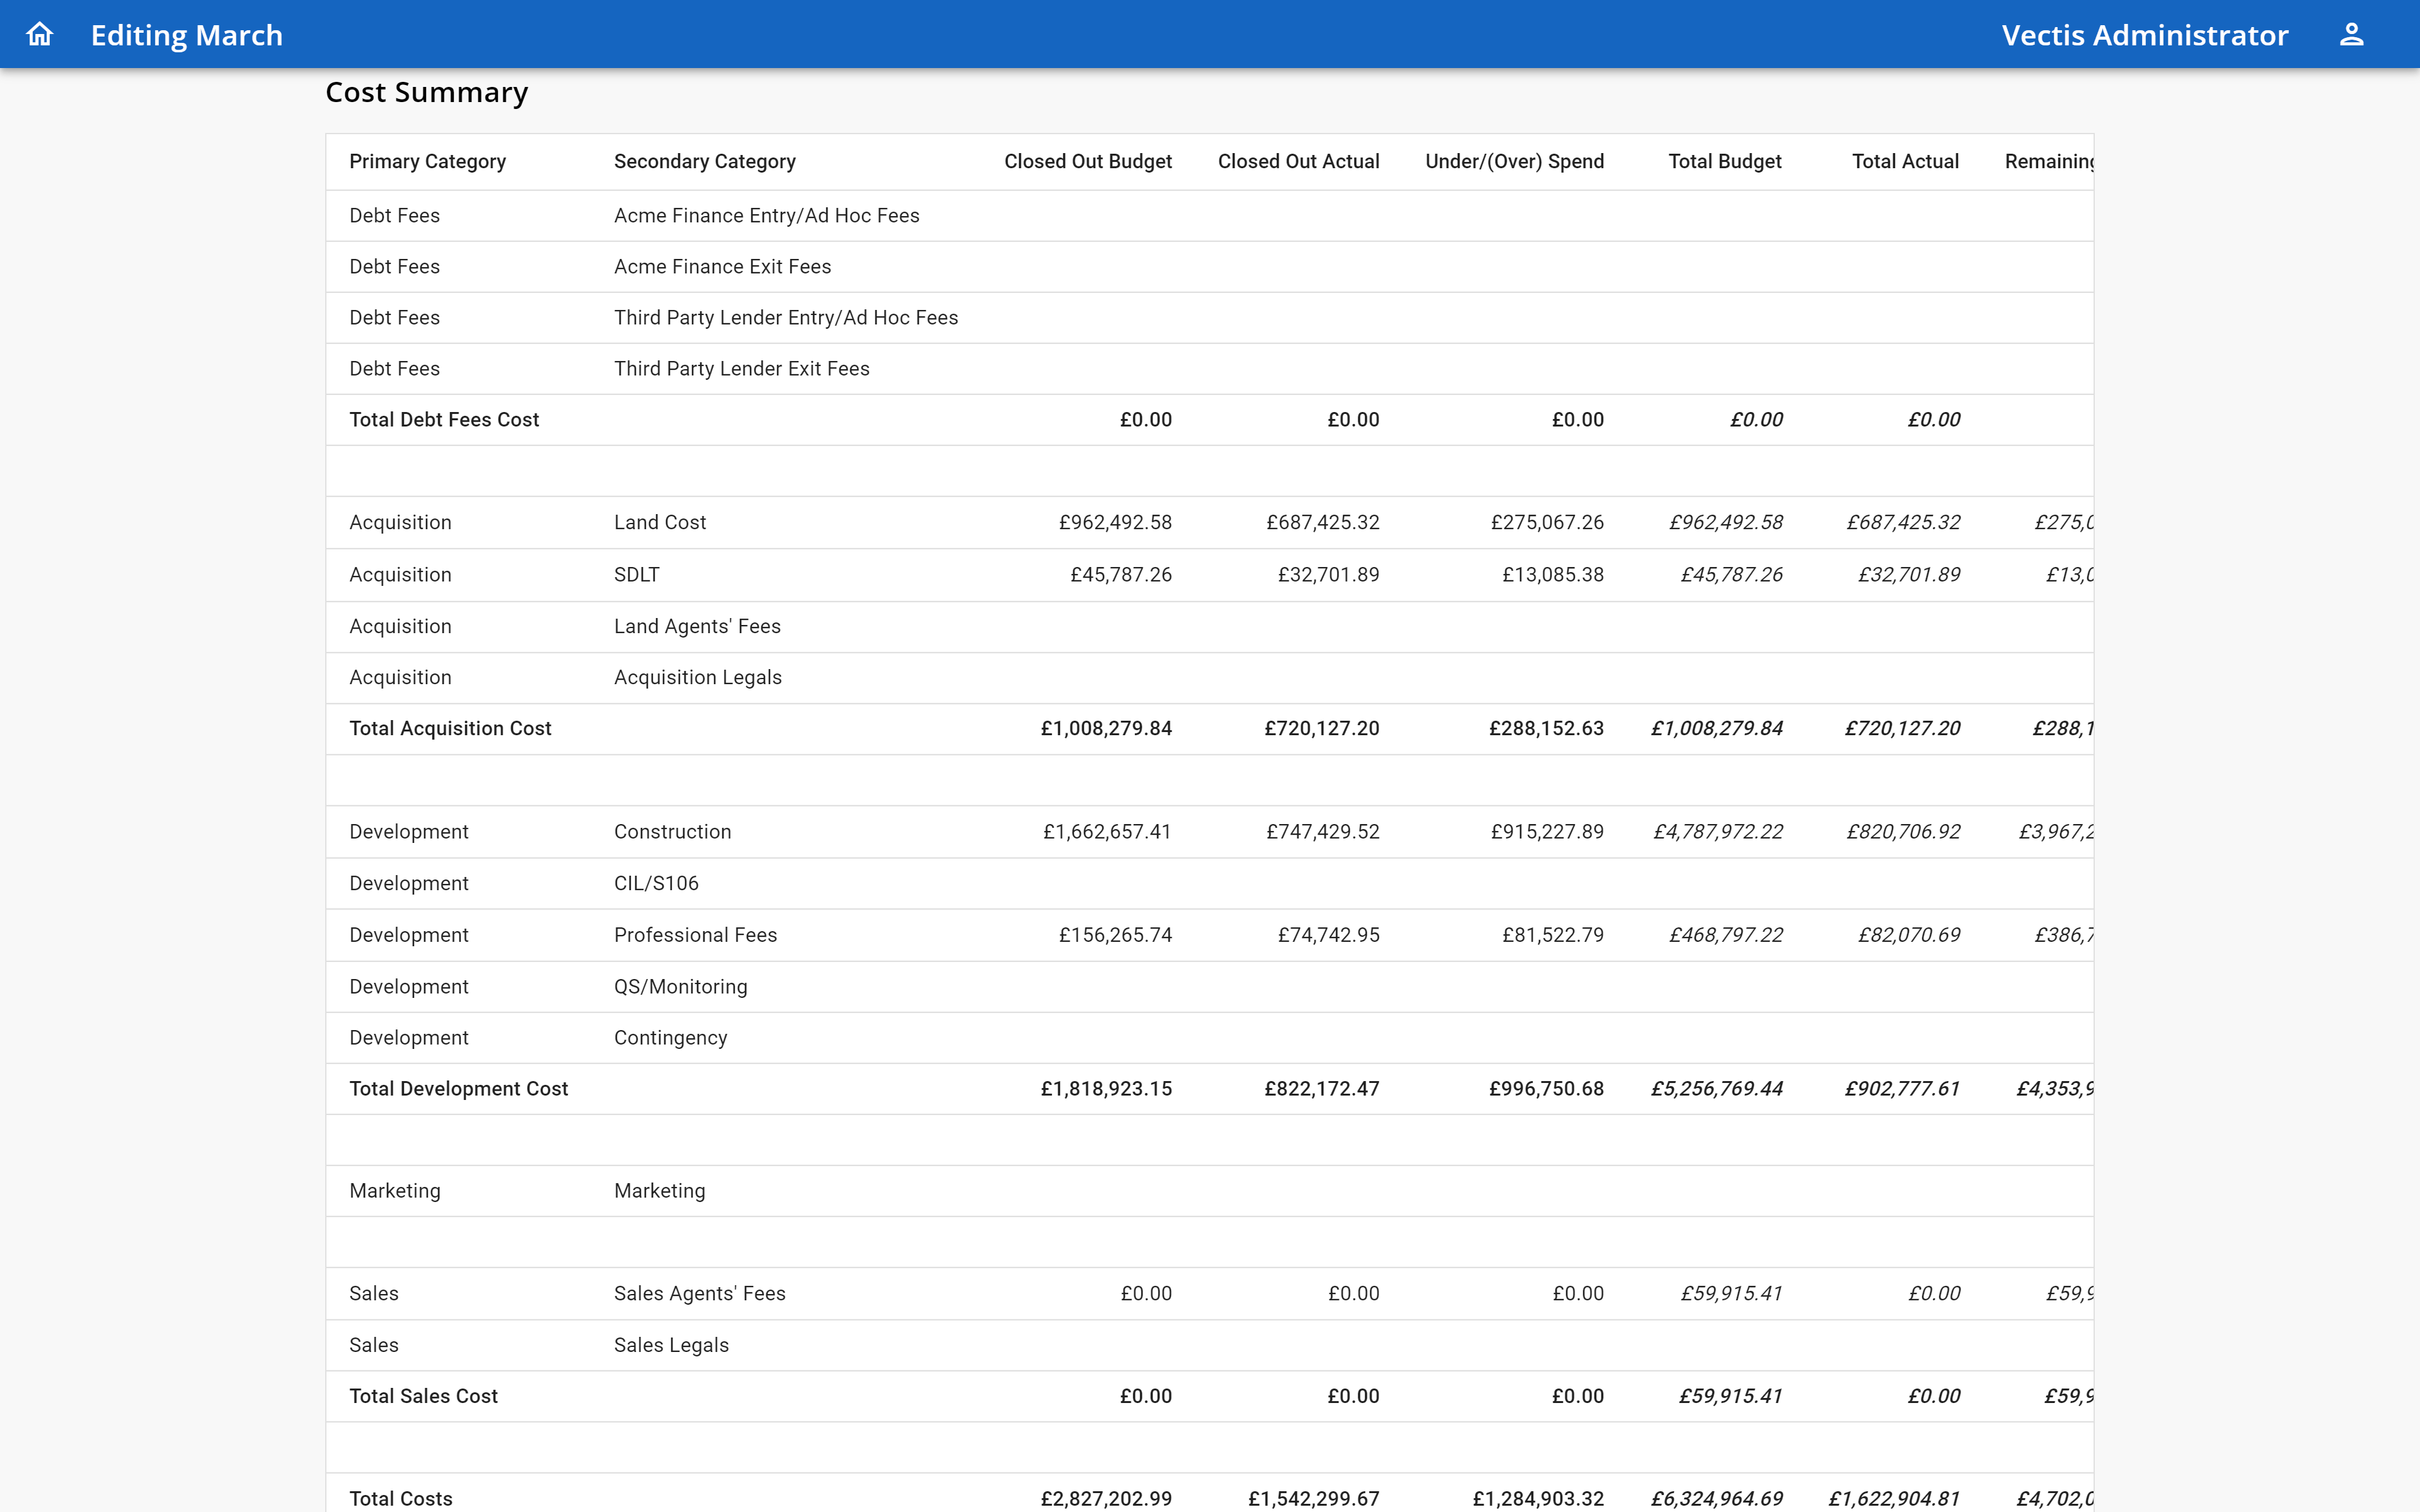 Editing March Vectis Administrator
Cost Summary
Primary Category Secondary Category Closed Out Budget Closed Out Actual Under/(Over) Spend Total Budget Total Actual Remaining
Debt Fees Acme Finance Entry/Ad Hoc Fees
Debt Fees Acme Finance Exit Fees
Debt Fees Third Party Lender Entry/Ad Hoc Fees
Debt Fees Third Party Lender Exit Fees
Total Debt Fees Cost £0.00 £0.00 £0.00 £0.00 £0.00
Acquisition Land Cost £962,492.58 £687,425.32 £275,067.26 £962,492.58 £687,425.32 £275,0
Acquisition SDLT £45,787.26 £32,701.89 £13,085.38 £45,787.26 £32,701.89 £13,0
Acquisition Land Agents' Fees
Acquisition Acquisition Legals
Total Acquisition Cost £1,008,279.84 £720,127.20 £288,152.63 £1,008,279.84 £720,127.20 £288,1
Development Construction £1,662,657.41 £747,429.52 £915,227.89 £4,787,972.22 £820,706.92 £3,967,2
Development CIL/S106
Development Professional Fees £156,265.74 £74,742.95 £81,522.79 £468,797.22 £82,070.69 £386,7
Development QS/Monitoring
Development Contingency
Total Development Cost £1,818,923.15 £822,172.47 £996,750.68 £5,256,769.44 £902,777.61 £4,353,9
Marketing Marketing
Sales Sales Agents' Fees £0.00 £0.00 £0.00 £59,915.41 £0.00 £59,9
Sales Sales Legals
Total Sales Cost £0.00 £0.00 £0.00 £59,915.41 £0.00 £59,9
Total Costs £2,827,202.99 £1,542,299.67 £1,284,903.32 £6,324,964.69 £1,622,904.81 £4,702,0